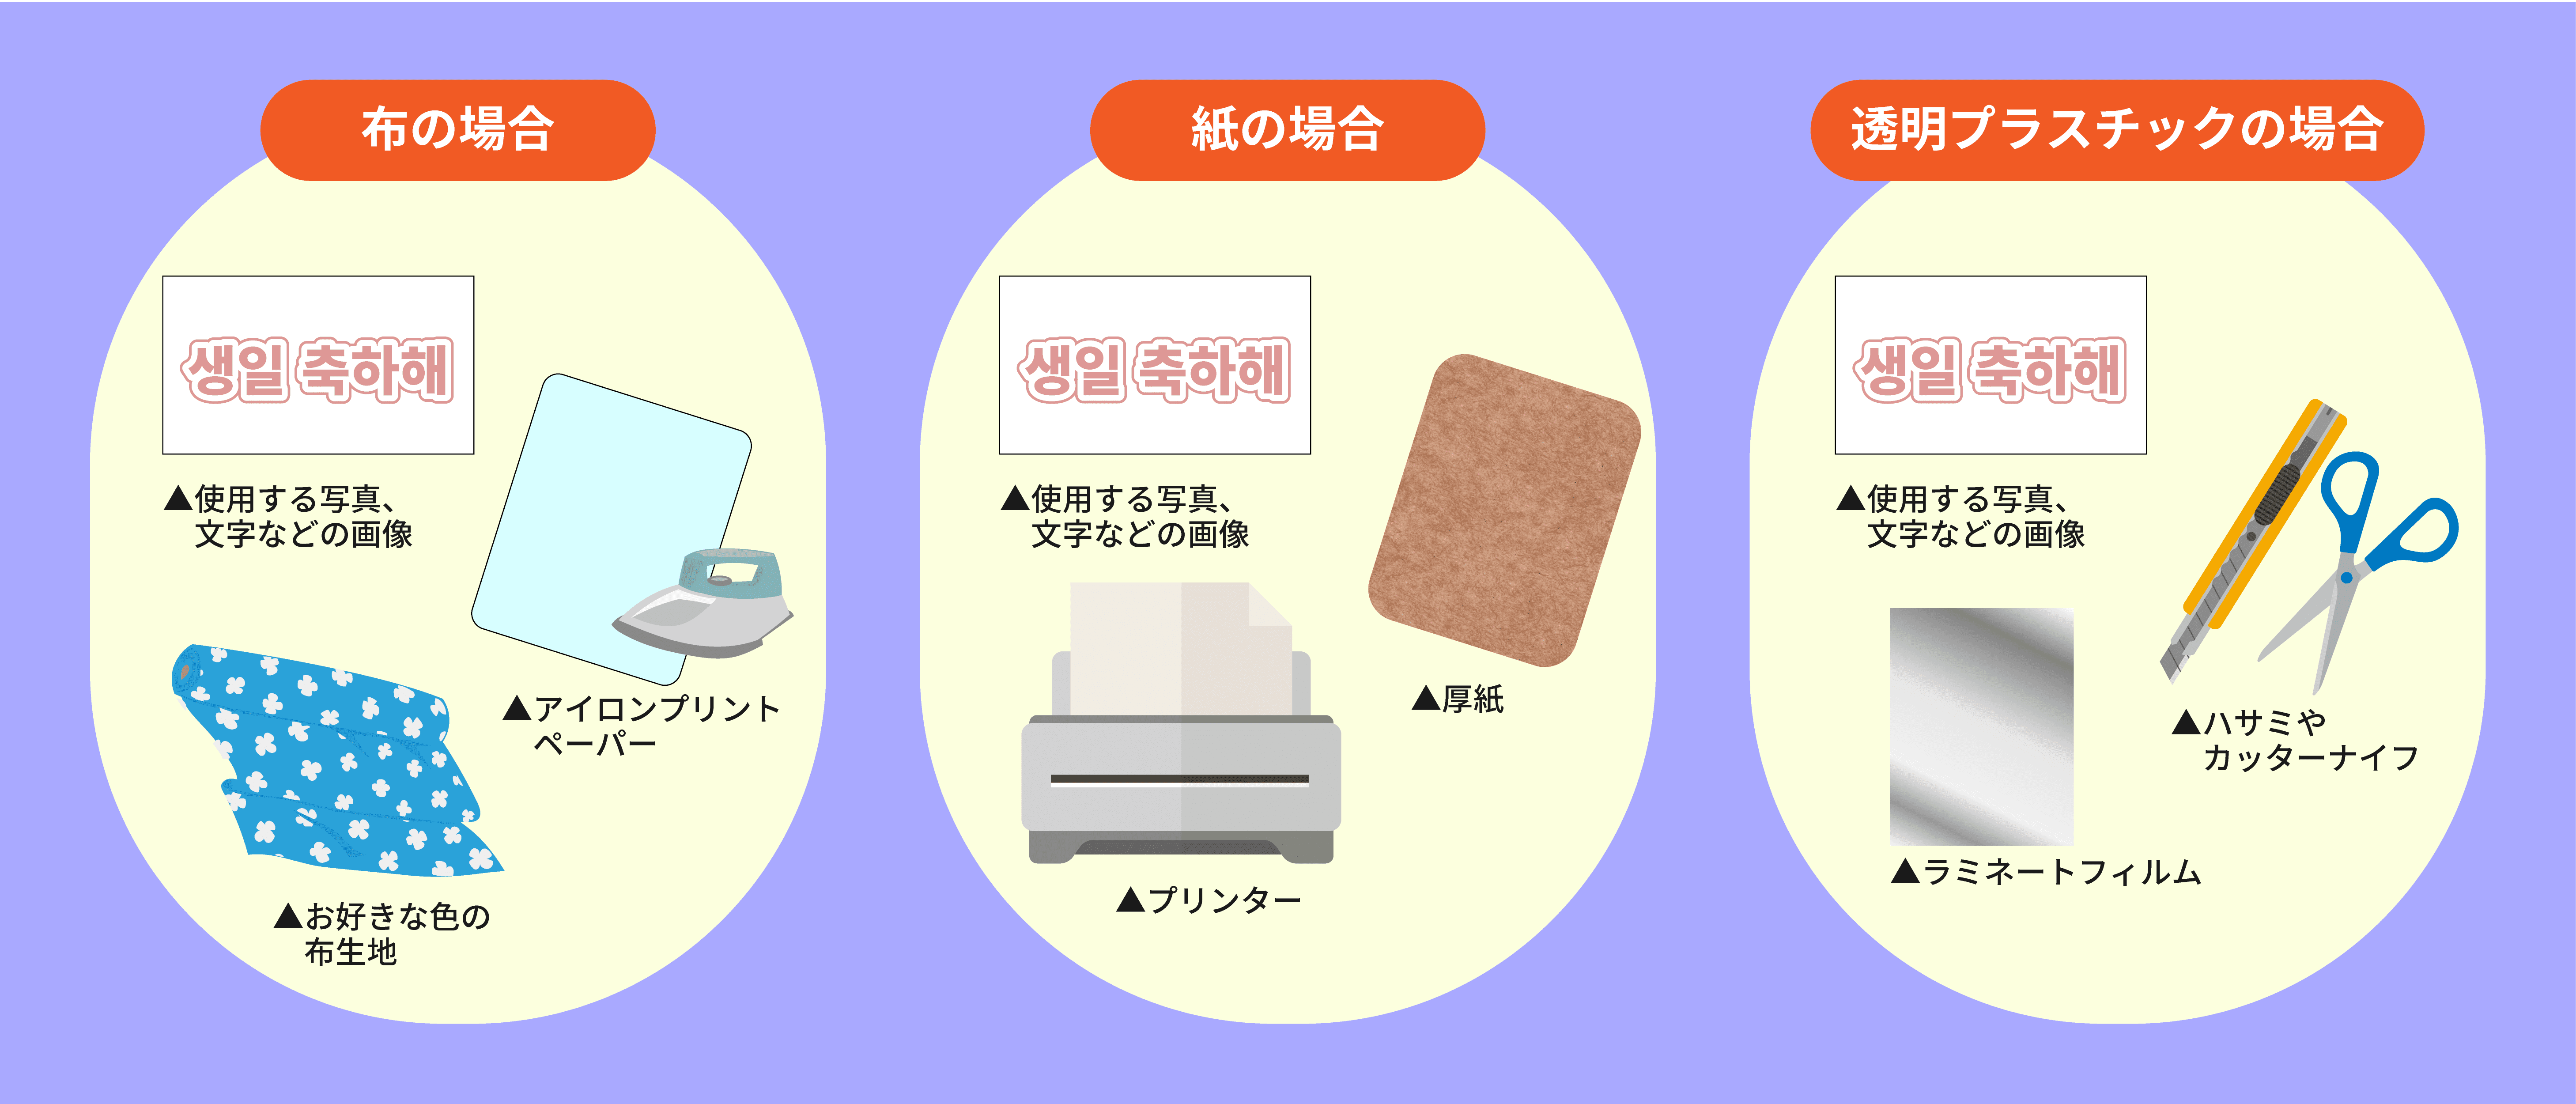 布の場合
생일 축하해
▲使用する写真、
文字などの画像
▲アイロンプリント
ペーパー
▲お好きな色の
布生地
紙の場合
생일 축하해
▲使用する写真、
文字などの画像
▲厚紙
▲プリンター
透明プラスチックの場合
생일 축하해
▲使用する写真、
文字などの画像
▲ハサミや
カッターナイフ
▲ラミネートフィルム